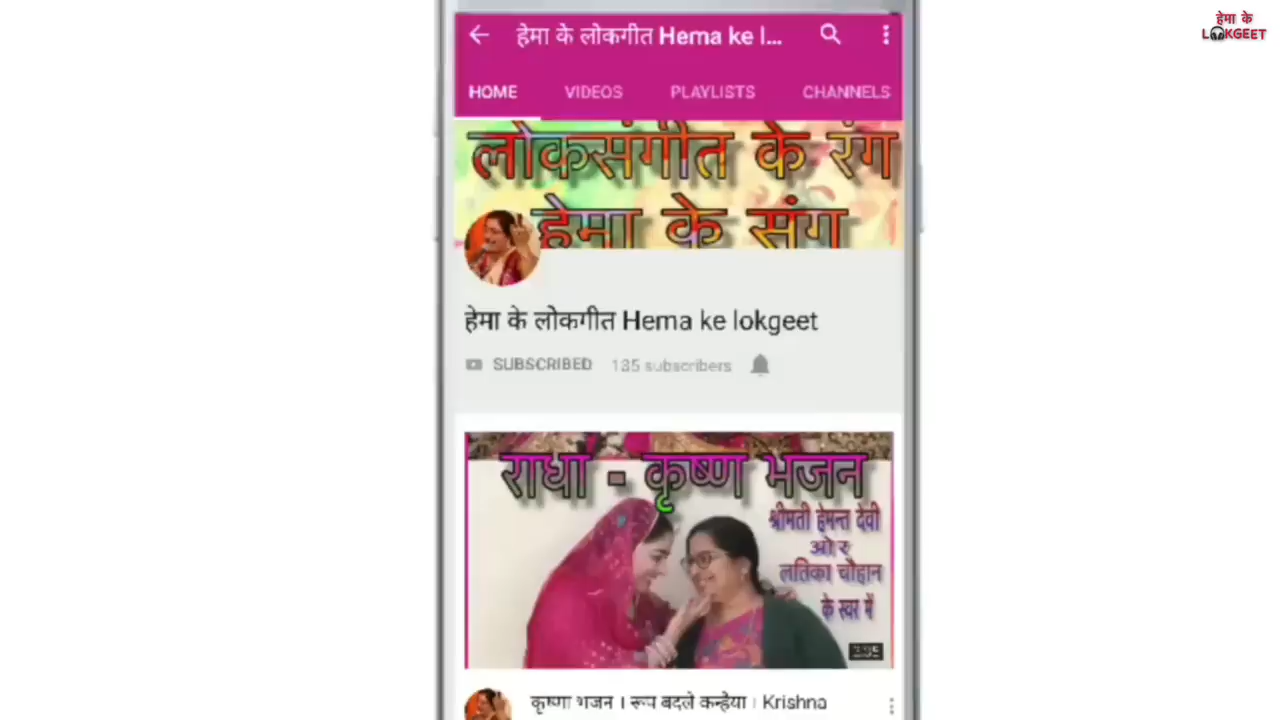 हेमा के
LOKGEET
हेमा के लोकगीत Hema ke l...
HOME VIDEOS PLAYLISTS CHANNELS
लोकसंगीत के रंग
हेमा के संग
हेमा के लोकगीत Hema ke lokgeet
SUBSCRIBED 135 subscribers
राधा - कृष्ण भजन
श्रीमती हेमन्त देवी
ओर
लतिका चौहान
के स्वर में
कृष्णा भजन । रूप बदले कन्हैया । Krishna